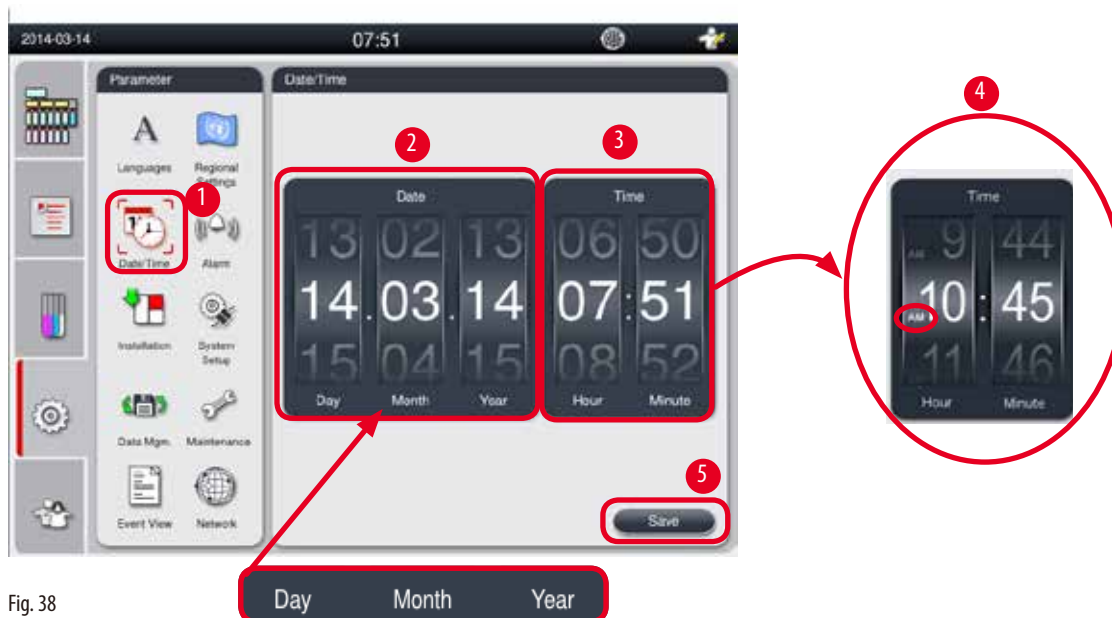 4
2014-03-14 07:51
Parameter
Date/Time
A
Languages
Regional
Settings
1
Date/Time
Alarm
Installation
System
Setup
Data Mgm.
Maintenance
Event View
Network
2
Date
13 02 13
14.03.14
15 04 15
Day Month Year
3
Time
06 50
07:51
08 52
Hour Minute
5
Save
Time
AM 9 44
AM 10 : 45
11 46
Hour Minute
Day Month Year
Fig. 38